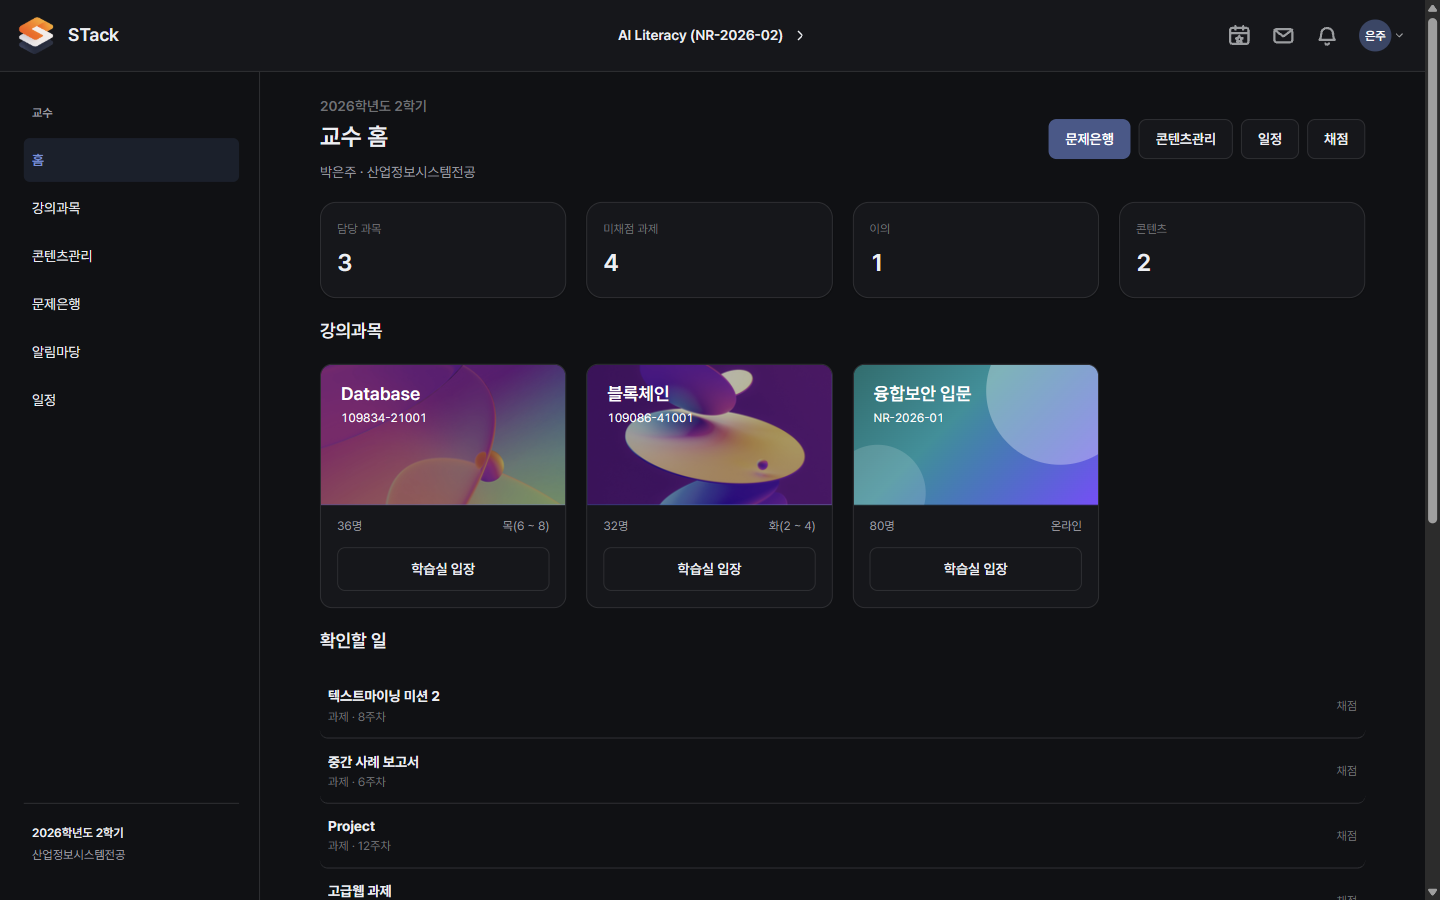 STack
AI Literacy (NR-2026-02)
은주
교수
홈
강의과목
콘텐츠관리
문제은행
알림마당
일정
2026학년도 2학기
산업정보시스템전공
2026학년도 2학기
교수 홈
박은주 · 산업정보시스템전공
문제은행
콘텐츠관리
일정
채점
담당 과목
3
미채점 과제
4
이의
1
콘텐츠
2
강의과목
Database
109834-21001
36명
목(6 ~ 8)
학습실 입장
블록체인
109086-41001
32명
화(2 ~ 4)
학습실 입장
융합보안 입문
NR-2026-01
80명
온라인
학습실 입장
확인할 일
텍스트마이닝 미션 2
과제 · 8주차
채점
중간 사례 보고서
과제 · 6주차
채점
Project
과제 · 12주차
채점
고급웹 과제